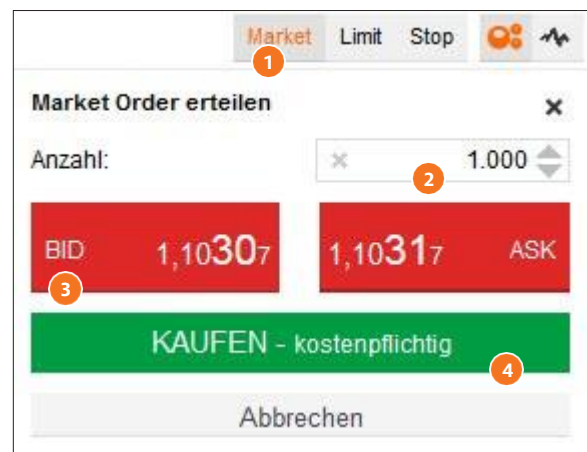 Market Limit Stop
1
Market Order erteilen
Anzahl: 1.000
2
BID 1,10307 1,10317 ASK
3
KAUFEN - kostenpflichtig
4
Abbrechen